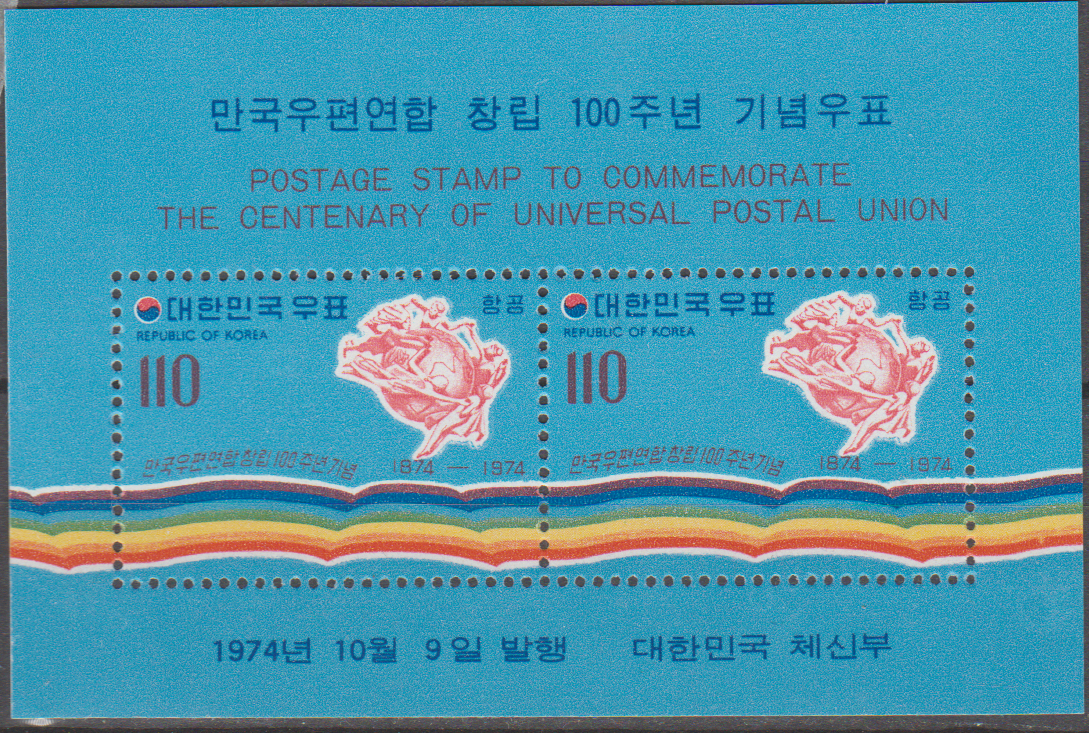 만국우편연합 창립 100주년 기념우표
POSTAGE STAMP TO COMMEMORATE
THE CENTENARY OF UNIVERSAL POSTAL UNION
대한민국우표 항공
REPUBLIC OF KOREA
110
만국우편연합창립100주년기념 1874 — 1974
대한민국우표 항공
REPUBLIC OF KOREA
110
만국우편연합창립100주년기념 1874 — 1974
1974년 10월 9일 발행 대한민국 체신부